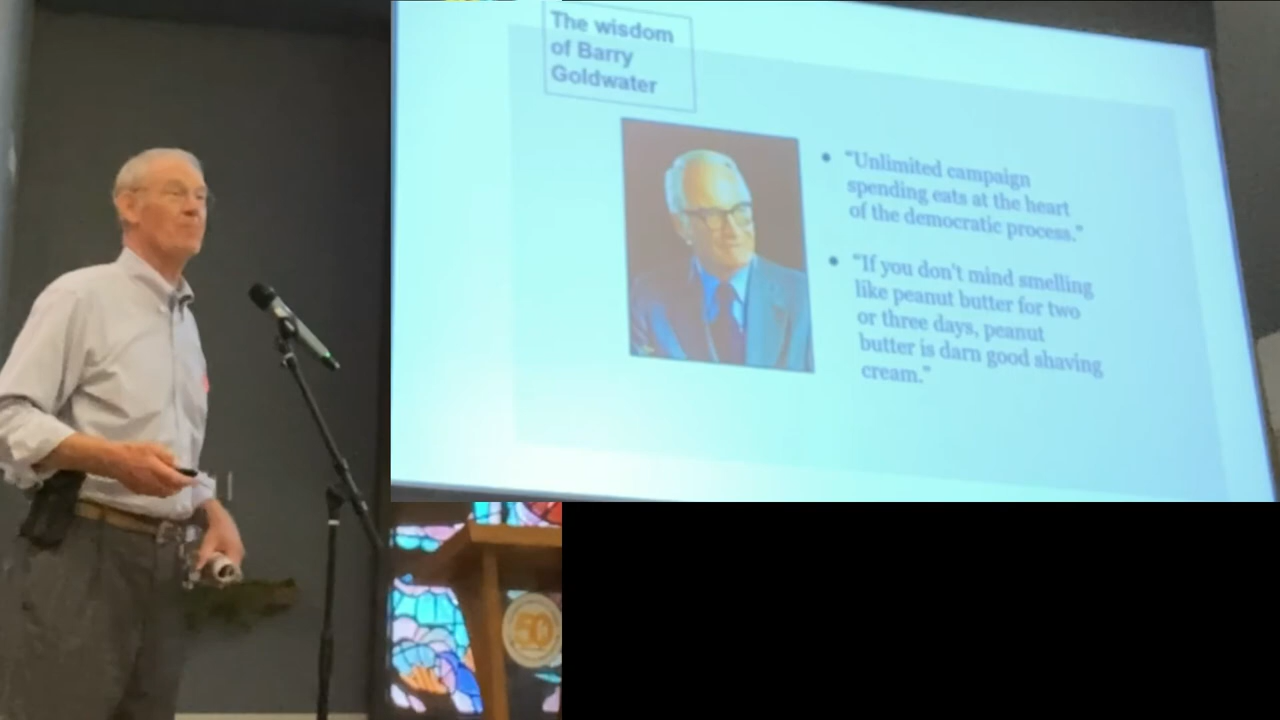 The wisdom
of Barry
Goldwater
• “Unlimited campaign
spending eats at the heart
of the democratic process.”
• “If you don't mind smelling
like peanut butter for two
or three days, peanut
butter is darn good shaving
cream.”
50